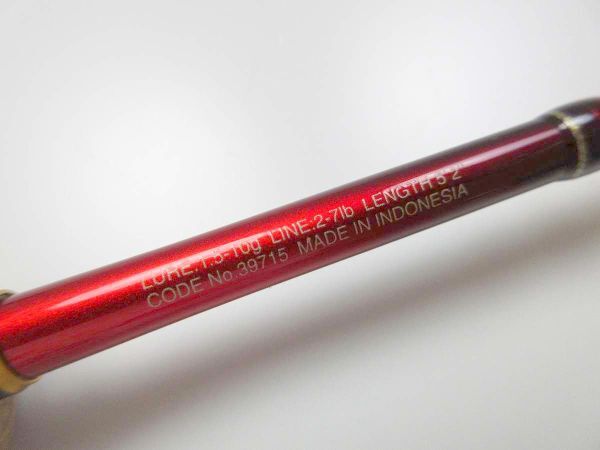 LURE:1.5-10g LINE:2-7lb LENGTH 5'2"
CODE No.39715 MADE IN INDONESIA